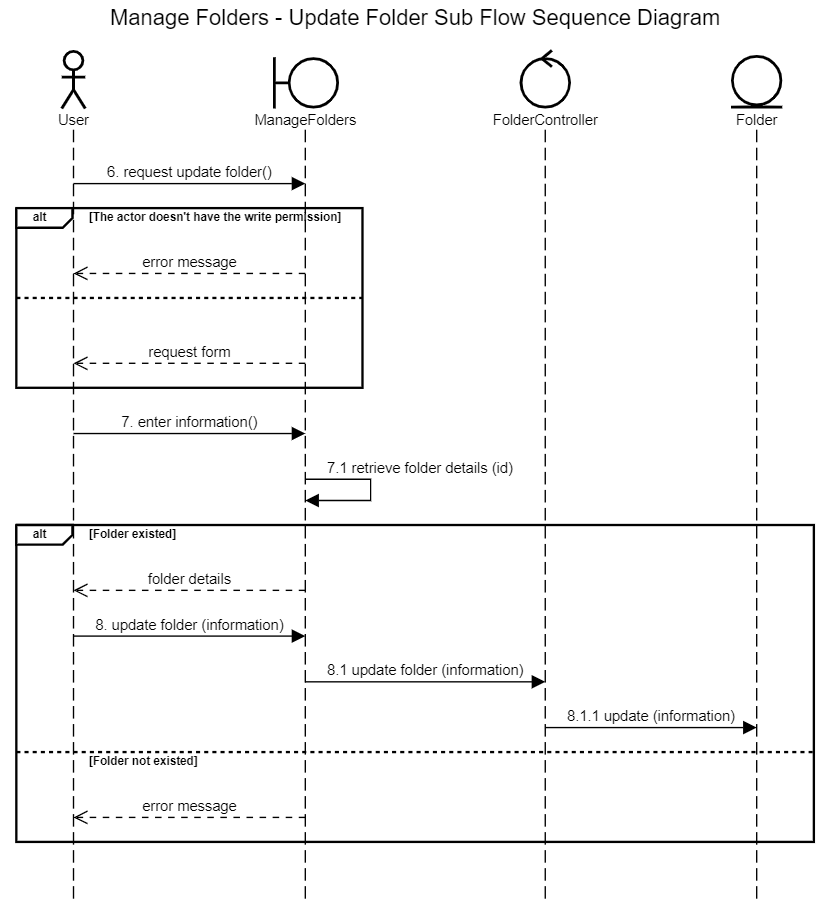 Manage Folders - Update Folder Sub Flow Sequence Diagram
User
ManageFolders
FolderController
Folder
6. request update folder()
alt
[The actor doesn't have the write permission]
error message
request form
7. enter information()
7.1 retrieve folder details (id)
alt
[Folder existed]
folder details
8. update folder (information)
8.1 update folder (information)
8.1.1 update (information)
[Folder not existed]
error message